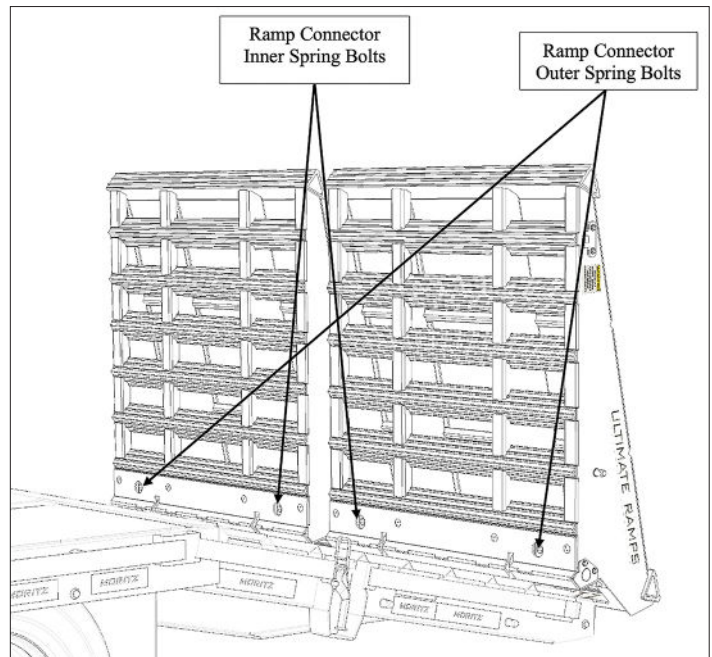 Ramp Connector
Inner Spring Bolts
Ramp Connector
Outer Spring Bolts
ULTIMATE RAMPS
MORITZ
MORITZ
MORITZ
MORITZ
MORITZ